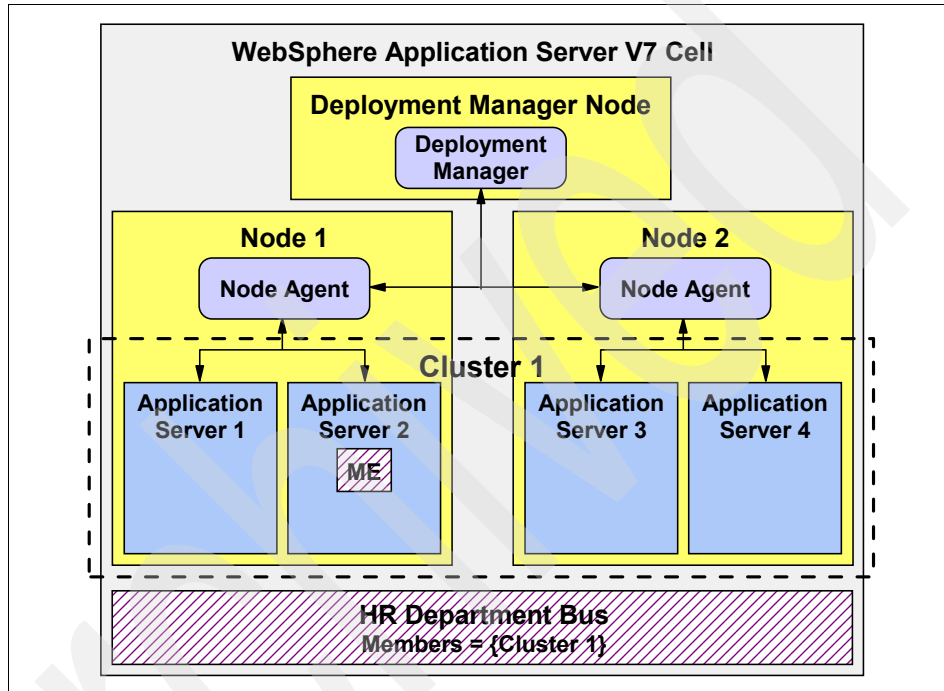 WebSphere Application Server V7 Cell
Deployment Manager Node
Deployment
Manager
Node 1
Node 2
Node Agent
Node Agent
Cluster 1
Application
Server 1
Application
Server 2
ME
Application
Server 3
Application
Server 4
HR Department Bus
Members = {Cluster 1}